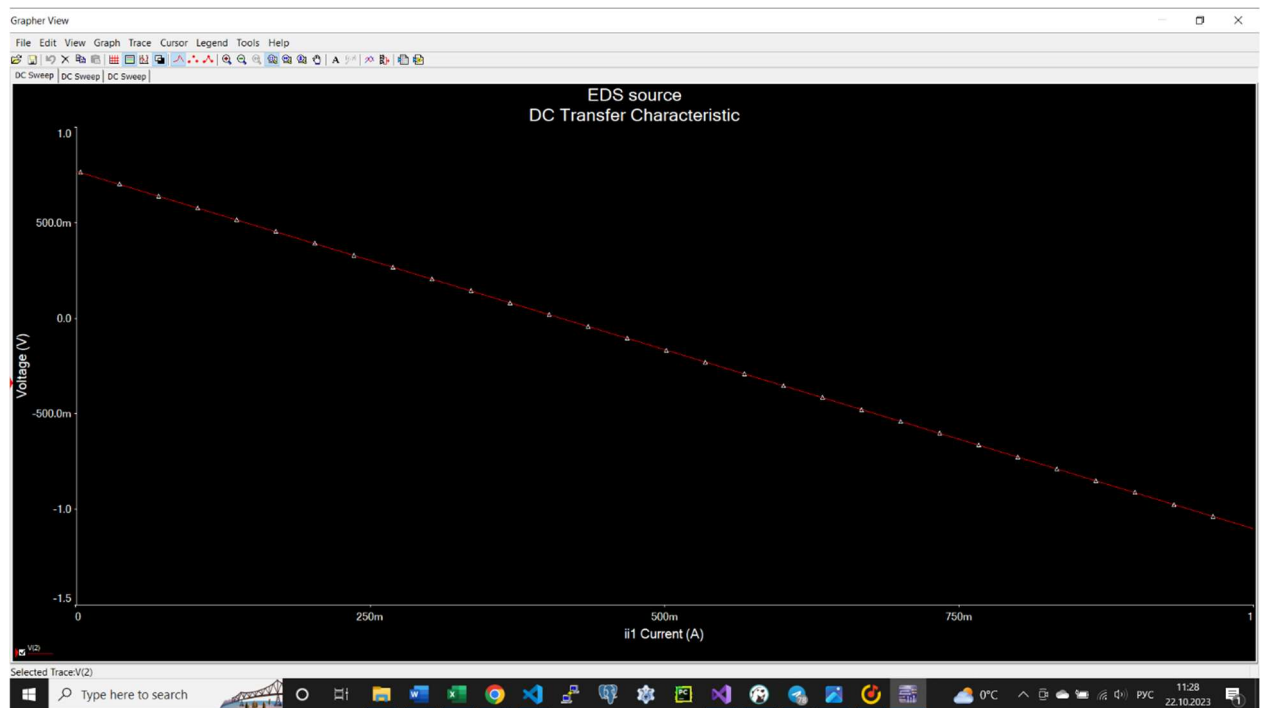 Grapher View
File Edit View Graph Trace Cursor Legend Tools Help
A
DC Sweep DC Sweep DC Sweep
EDS source
DC Transfer Characteristic
1.0
500.0m
0.0
Voltage (V)
-500.0m
-1.0
-1.5
0 250m 500m 750m 1
ii1 Current (A)
V(2)
Selected Trace:V(2)
Type here to search
0°C
РУС
11:28
22.10.2023
1